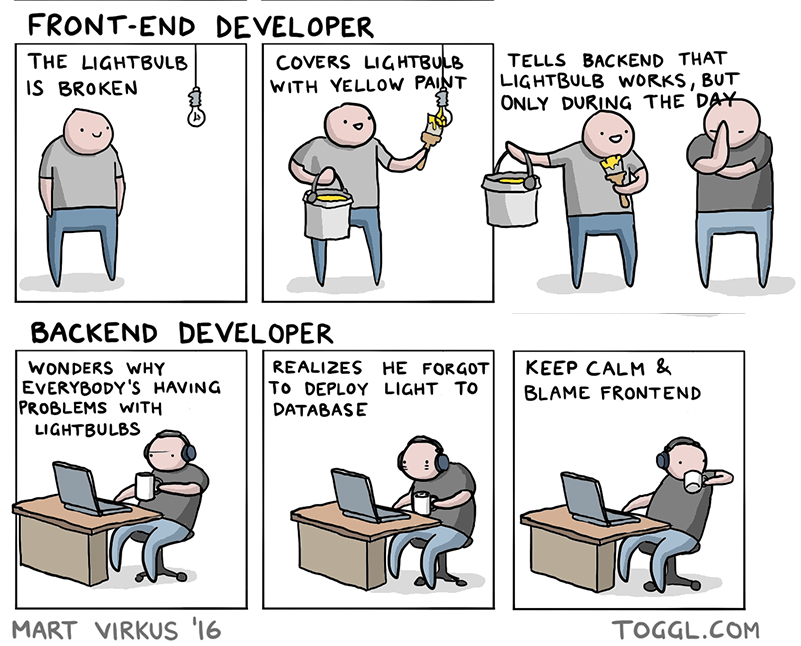 FRONT-END DEVELOPER
THE LIGHTBULB
IS BROKEN
COVERS LIGHTBULB
WITH YELLOW PAINT
TELLS BACKEND THAT
LIGHTBULB WORKS, BUT
ONLY DURING THE DAY
BACKEND DEVELOPER
WONDERS WHY
EVERYBODY'S HAVING
PROBLEMS WITH
LIGHTBULBS
REALIZES HE FORGOT
TO DEPLOY LIGHT TO
DATABASE
KEEP CALM &
BLAME FRONTEND
MART VIRKUS '16
TOGGL.COM